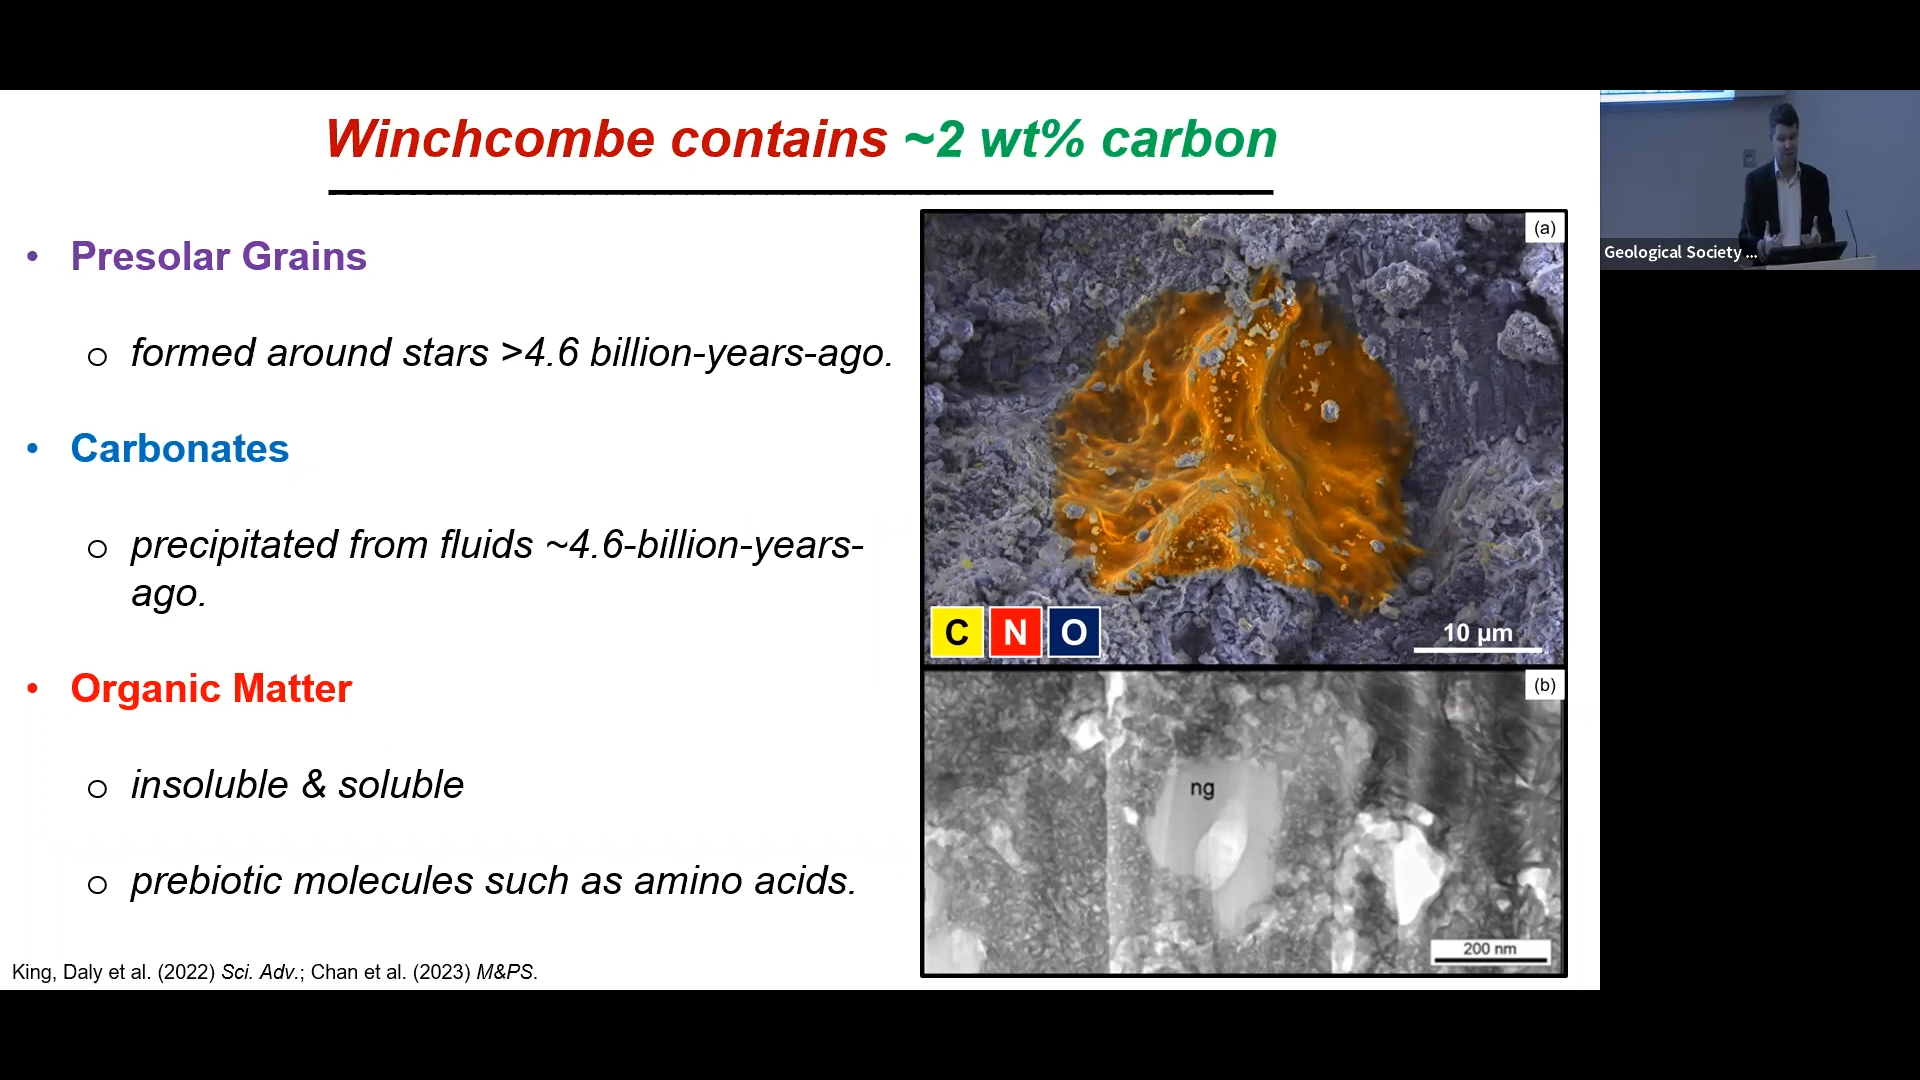 Winchcombe contains ~2 wt% carbon
• Presolar Grains
o formed around stars >4.6 billion-years-ago.
• Carbonates
o precipitated from fluids ~4.6-billion-years-
ago.
• Organic Matter
o insoluble & soluble
o prebiotic molecules such as amino acids.
King, Daly et al. (2022) Sci. Adv.; Chan et al. (2023) M&PS.
(a)
C N O
10 µm
(b)
ng
200 nm
Geological Society ...